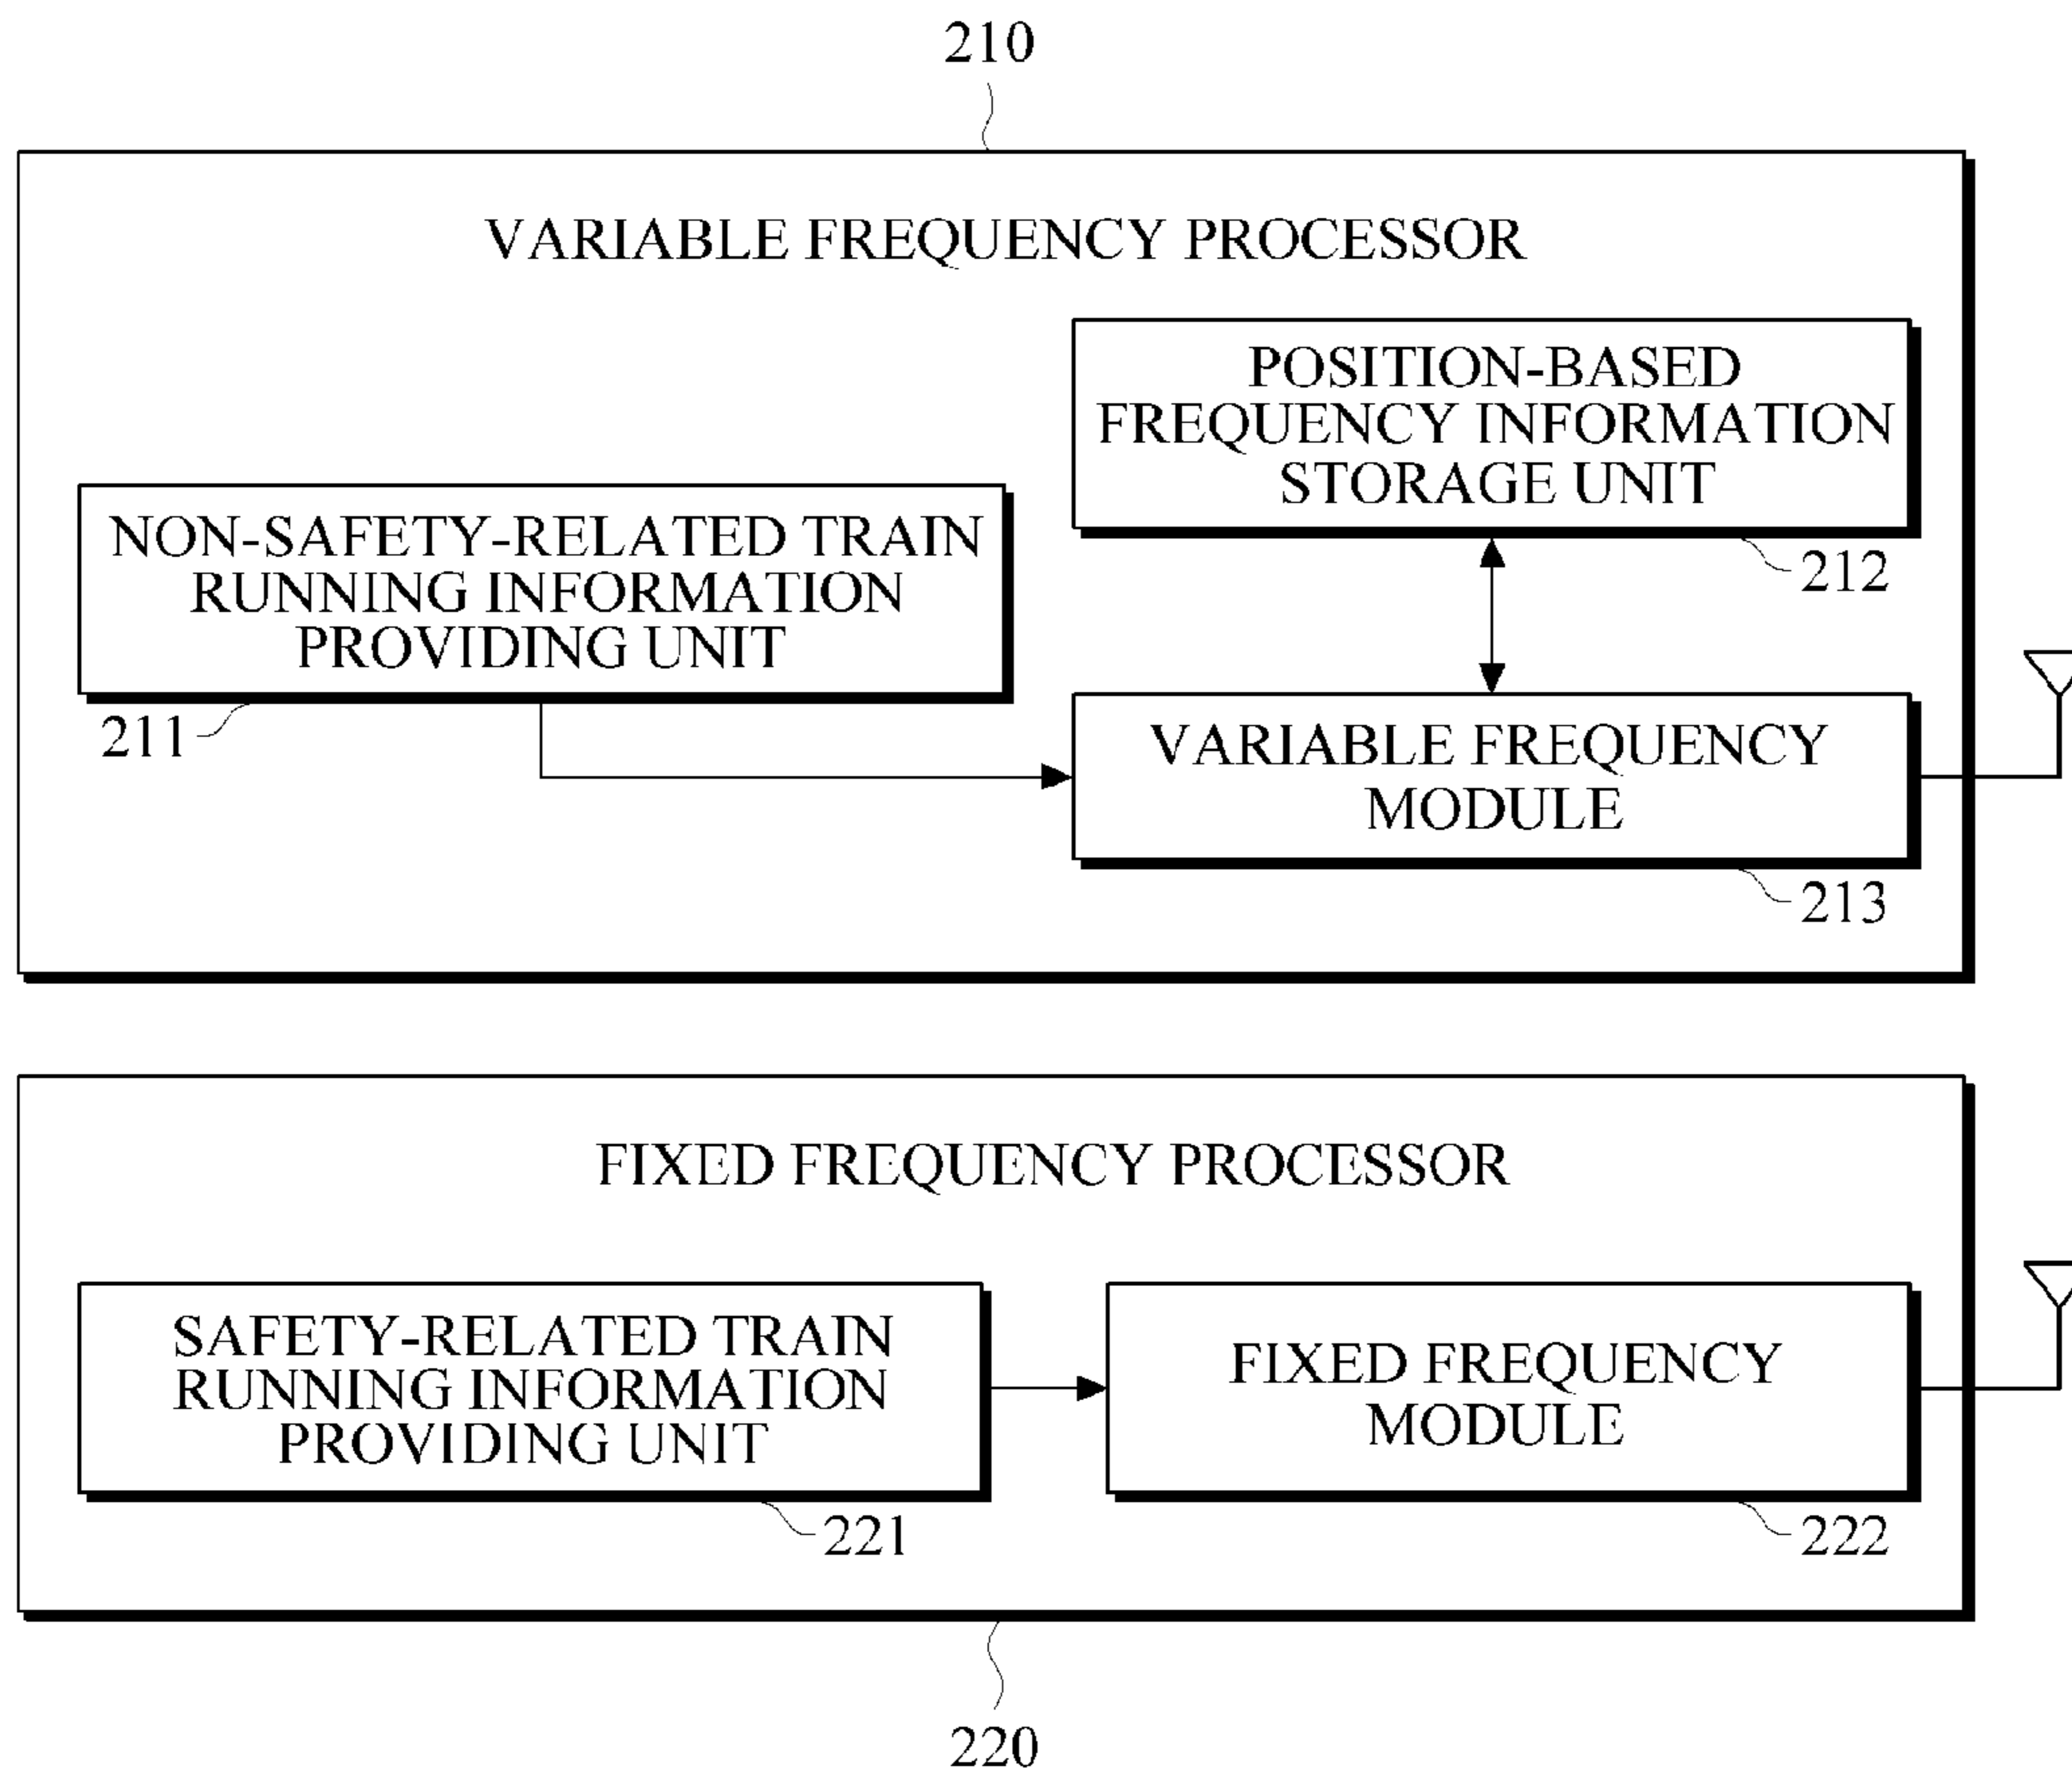 210
VARIABLE FREQUENCY PROCESSOR
POSITION-BASED
FREQUENCY INFORMATION
STORAGE UNIT
212
NON-SAFETY-RELATED TRAIN
RUNNING INFORMATION
PROVIDING UNIT
211
VARIABLE FREQUENCY
MODULE
213
FIXED FREQUENCY PROCESSOR
SAFETY-RELATED TRAIN
RUNNING INFORMATION
PROVIDING UNIT
221
FIXED FREQUENCY
MODULE
222
220